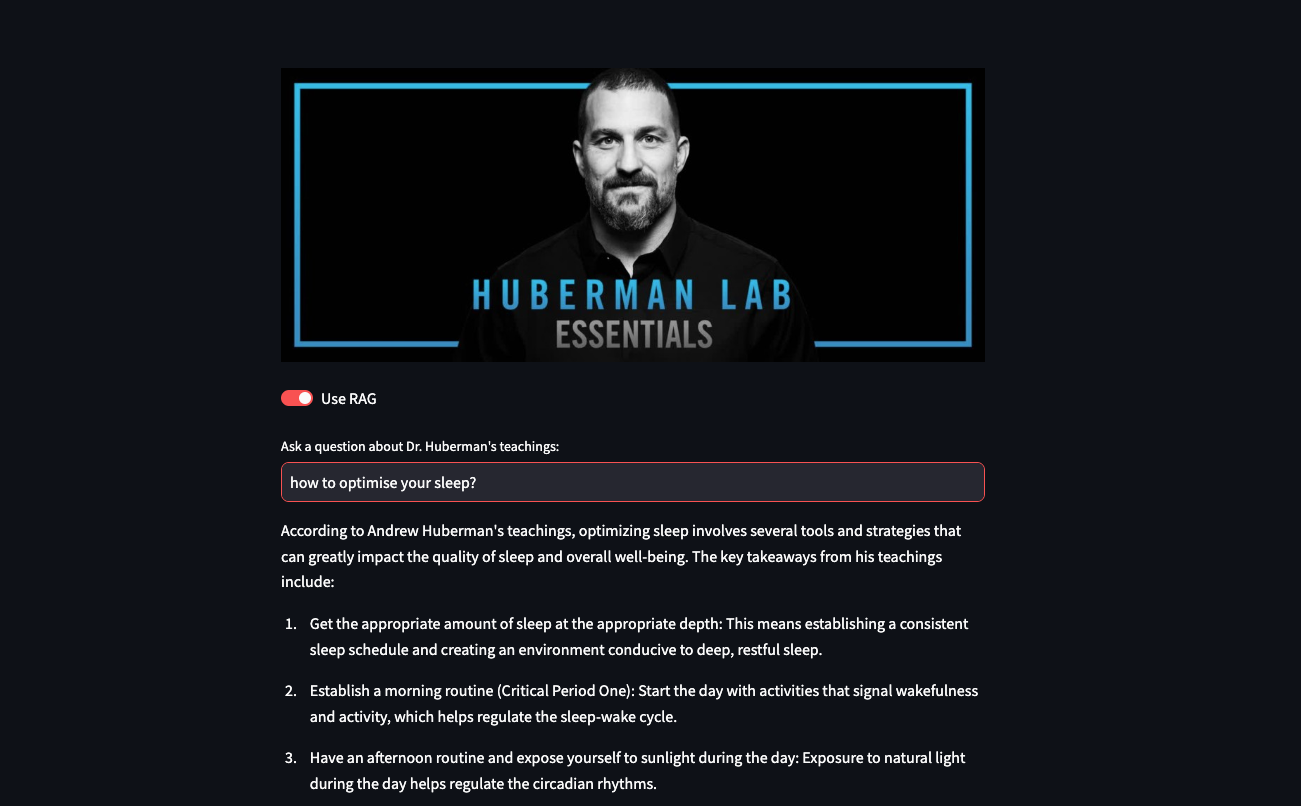 HUBERMAN LAB
ESSENTIALS
Use RAG
Ask a question about Dr. Huberman's teachings:
how to optimise your sleep?
According to Andrew Huberman's teachings, optimizing sleep involves several tools and strategies that
can greatly impact the quality of sleep and overall well-being. The key takeaways from his teachings
include:
1. Get the appropriate amount of sleep at the appropriate depth: This means establishing a consistent
sleep schedule and creating an environment conducive to deep, restful sleep.
2. Establish a morning routine (Critical Period One): Start the day with activities that signal wakefulness
and activity, which helps regulate the sleep-wake cycle.
3. Have an afternoon routine and expose yourself to sunlight during the day: Exposure to natural light
during the day helps regulate the circadian rhythms.